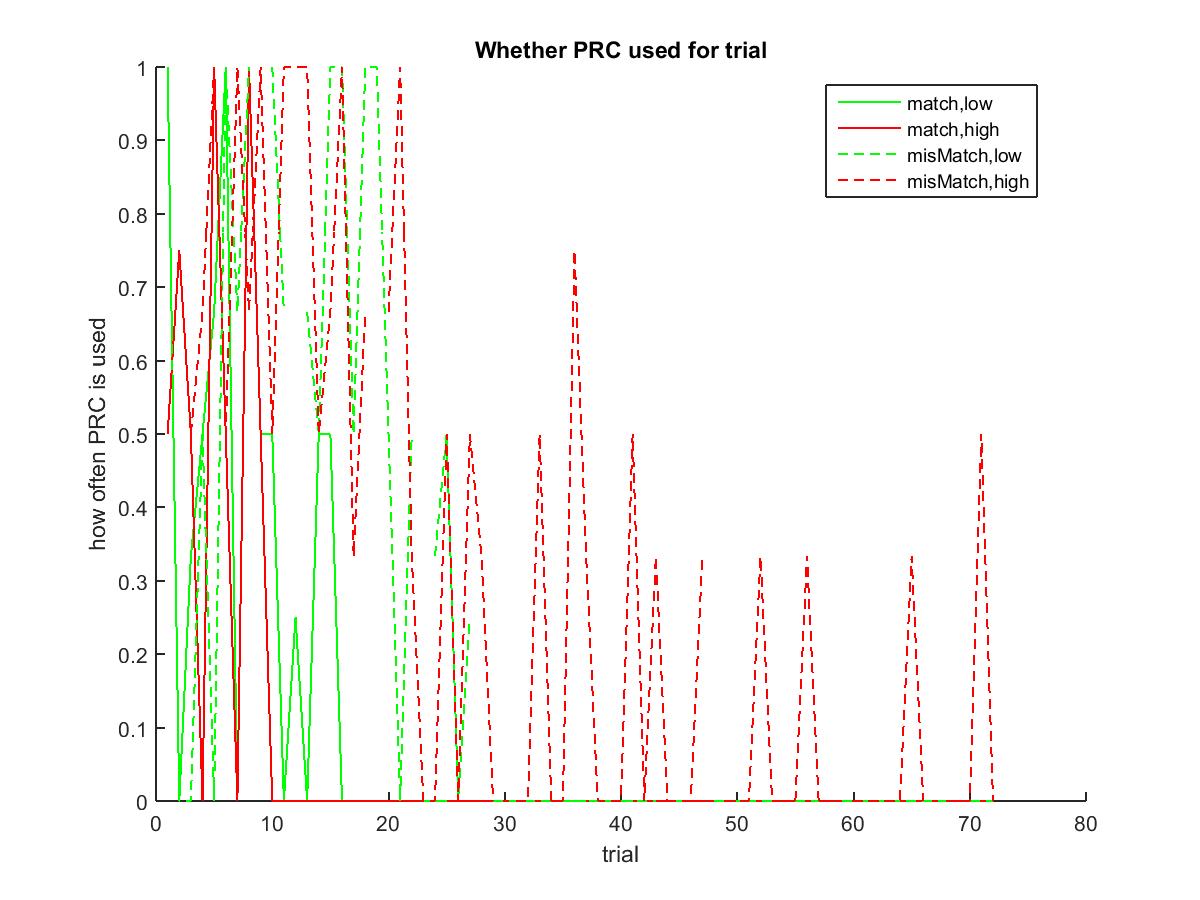 Whether PRC used for trial
match,low
match,high
misMatch,low
misMatch,high
1
0.9
0.8
0.7
0.6
0.5
0.4
0.3
0.2
0.1
0
how often PRC is used
0 10 20 30 40 50 60 70 80
trial